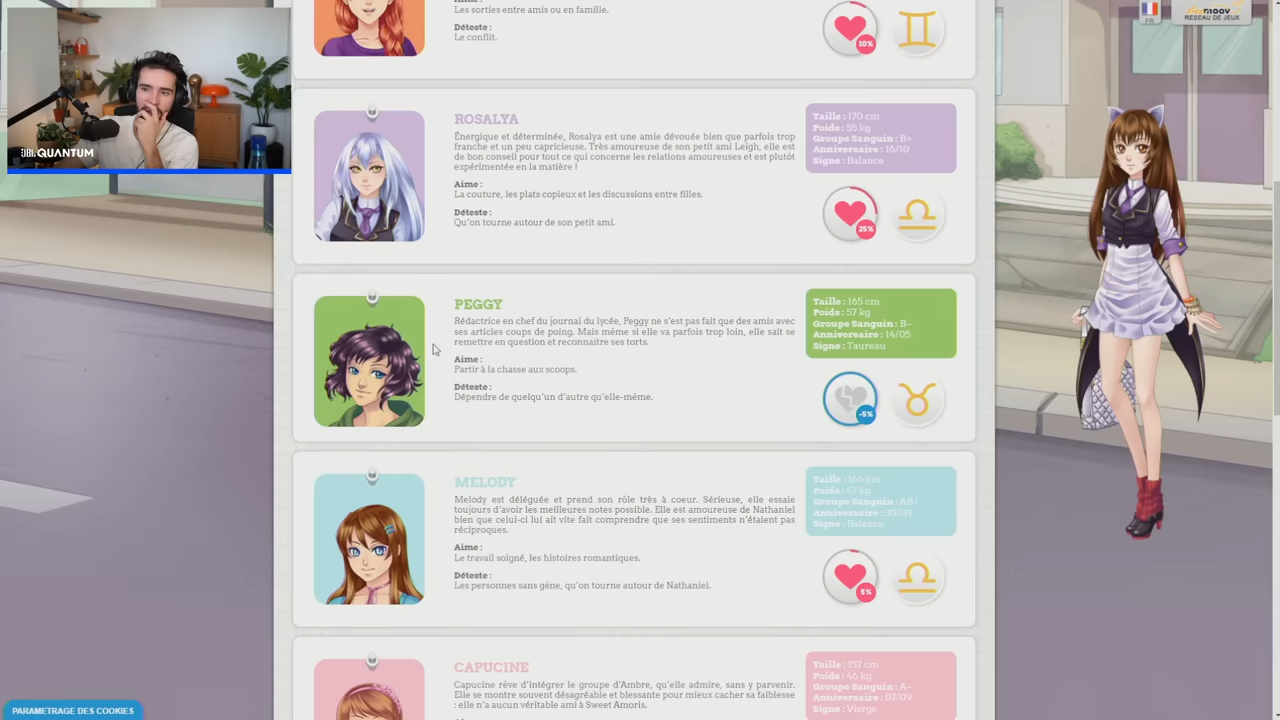 Les sorties entre amis ou en famille.
Déteste :
Le conflit.
10%
FR
RESEAU DE JEUX
QUANTUM
ROSALYA
Énergique et déterminée, Rosalya est une amie dévouée bien que parfois trop
franche et un peu capricieuse. Très amoureuse de son petit ami Leigh, elle est
de bon conseil pour tout ce qui concerne les relations amoureuses et est plutôt
expérimentée en la matière !
Aime :
La couture, les plats copieux et les discussions entre filles.
Déteste :
Qu'on tourne autour de son petit ami.
Taille : 170 cm
Poids : 55 kg
Groupe Sanguin : B+
Anniversaire : 16/10
Signe : Balance
25%
PEGGY
Rédactrice en chef du journal du lycée, Peggy ne s'est pas fait que des amis avec
ses articles coups de poing. Mais même si elle va parfois trop loin, elle sait se
remettre en question et reconnaître ses torts.
Aime :
Partir à la chasse aux scoops.
Déteste :
Dépendre de quelqu'un d'autre qu'elle-même.
Taille : 165 cm
Poids : 57 kg
Groupe Sanguin : B-
Anniversaire : 14/05
Signe : Taureau
-5%
MELODY
Melody est déléguée et prend son rôle très à coeur. Sérieuse, elle essaie
toujours d'avoir les meilleures notes possible. Elle est amoureuse de Nathaniel
bien que celui-ci lui ait vite fait comprendre que ses sentiments n'étaient pas
réciproques.
Aime :
Le travail soigné, les histoires romantiques.
Déteste :
Les personnes sans gêne, qu'on tourne autour de Nathaniel.
Taille : 165 cm
Poids : 57 kg
Groupe Sanguin : AB+
Anniversaire : 30/09
Signe : Balance
5%
CAPUCINE
Capucine rêve d'intégrer le groupe d'Ambre, qu'elle admire, sans y parvenir.
Elle se montre souvent désagréable et blessante pour mieux cacher sa faiblesse
: elle n'a aucun véritable ami à Sweet Amoris.
Taille : 157 cm
Poids : 46 kg
Groupe Sanguin : A-
Anniversaire : 07/09
Signe : Vierge
PARAMETRAGE DES COOKIES